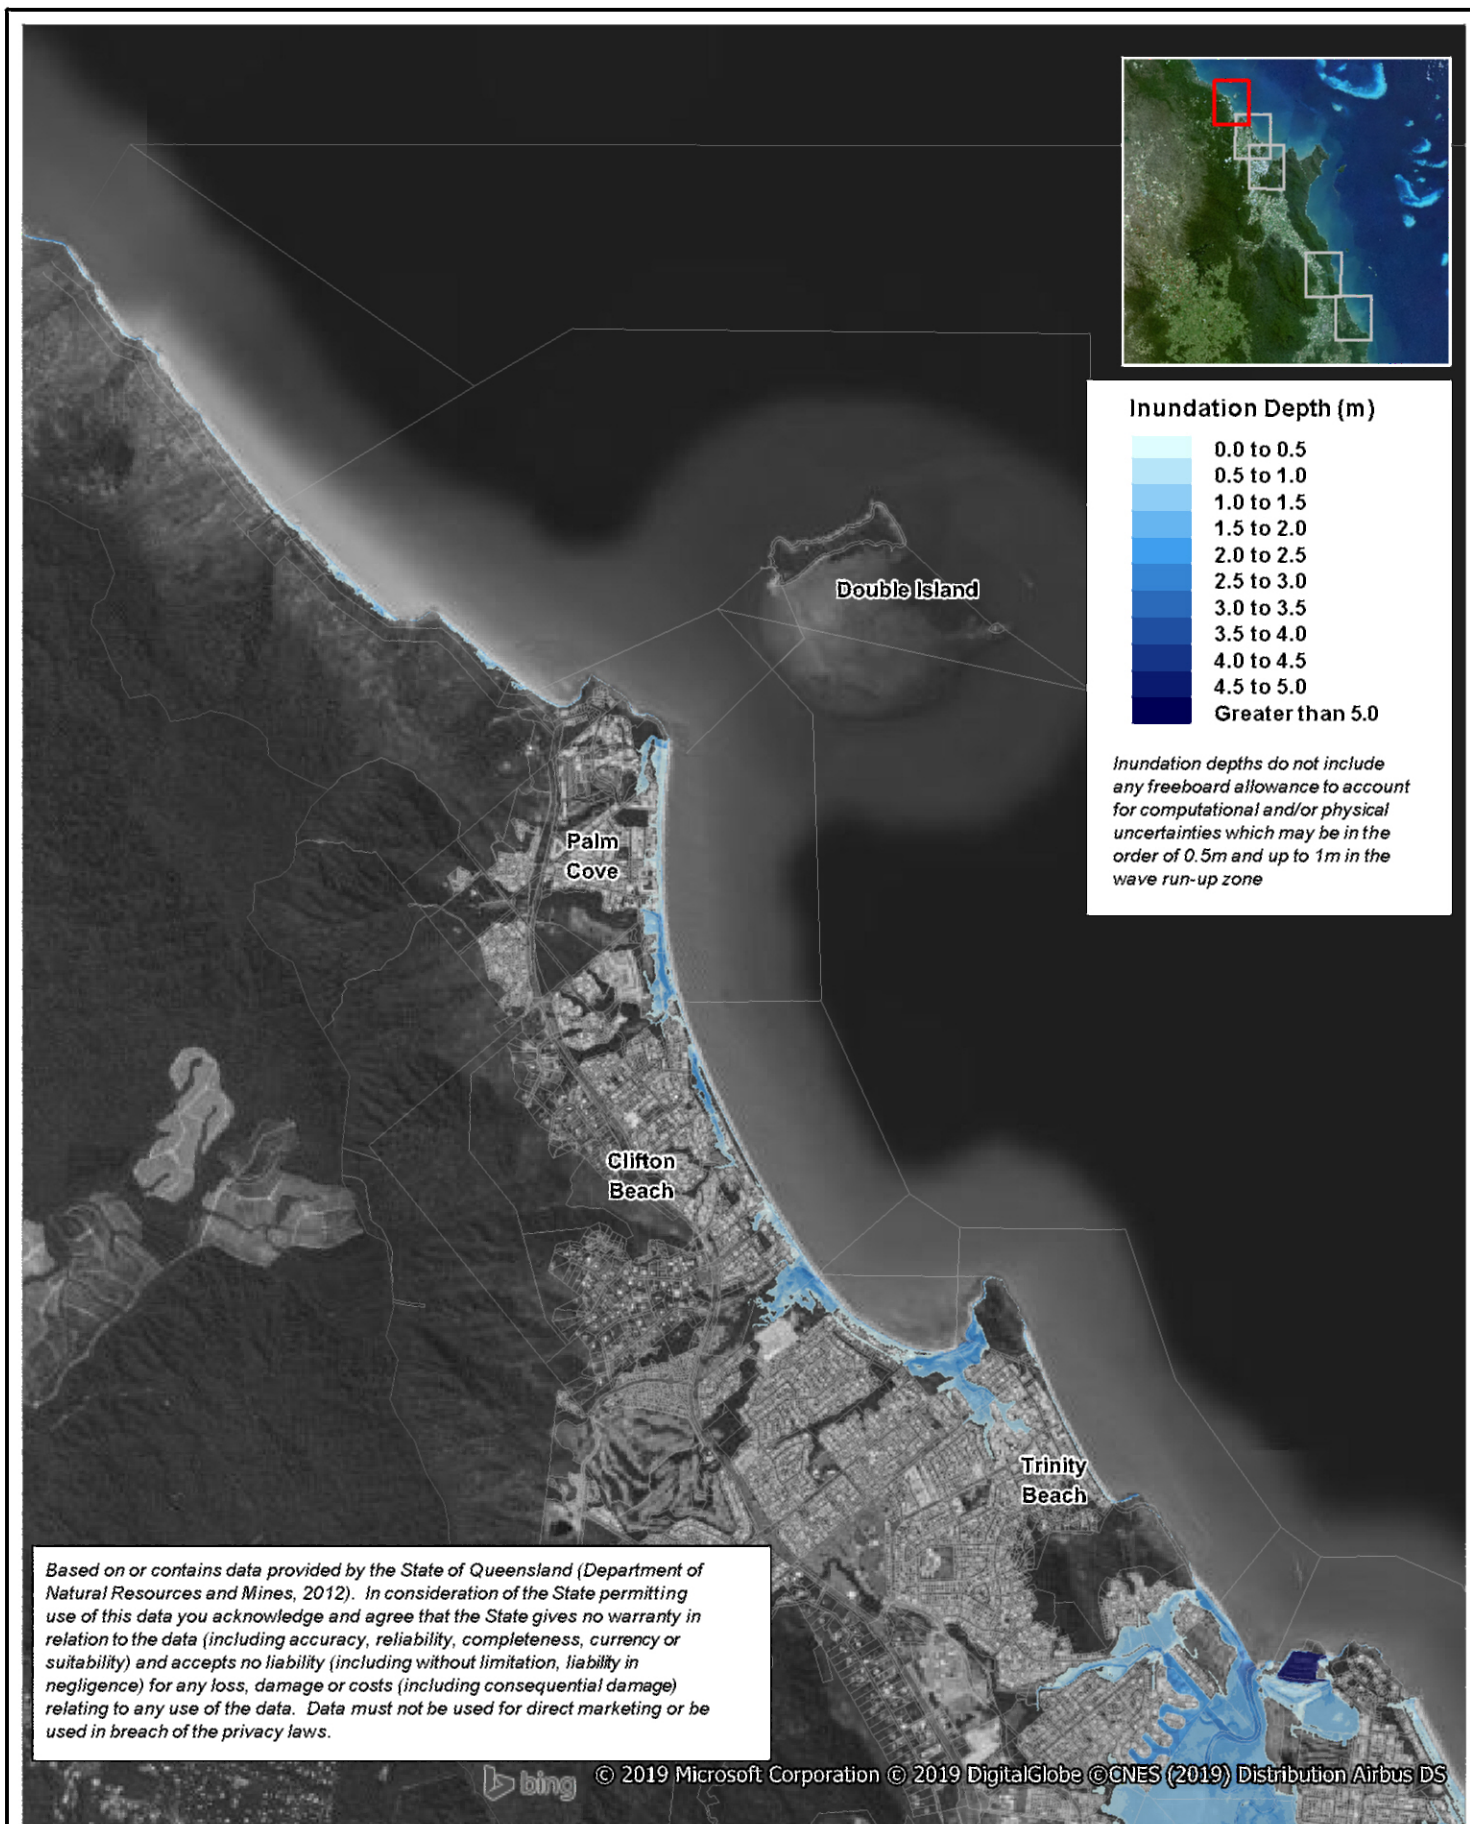 Inundation Depth (m)
0.0 to 0.5
0.5 to 1.0
1.0 to 1.5
1.5 to 2.0
2.0 to 2.5
2.5 to 3.0
3.0 to 3.5
3.5 to 4.0
4.0 to 4.5
4.5 to 5.0
Greater than 5.0
Inundation depths do not include
any freeboard allowance to account
for computational and/or physical
uncertainties which may be in the
order of 0.5m and up to 1m in the
wave run-up zone
Double Island
Palm
Cove
Clifton
Beach
Trinity
Beach
Based on or contains data provided by the State of Queensland (Department of
Natural Resources and Mines, 2012). In consideration of the State permitting
use of this data you acknowledge and agree that the State gives no warranty in
relation to the data (including accuracy, reliability, completeness, currency or
suitability) and accepts no liability (including without limitation, liability in
negligence) for any loss, damage or costs (including consequential damage)
relating to any use of the data. Data must not be used for direct marketing or be
used in breach of the privacy laws.
bing
© 2019 Microsoft Corporation © 2019 DigitalGlobe ©CNES (2019) Distribution Airbus DS